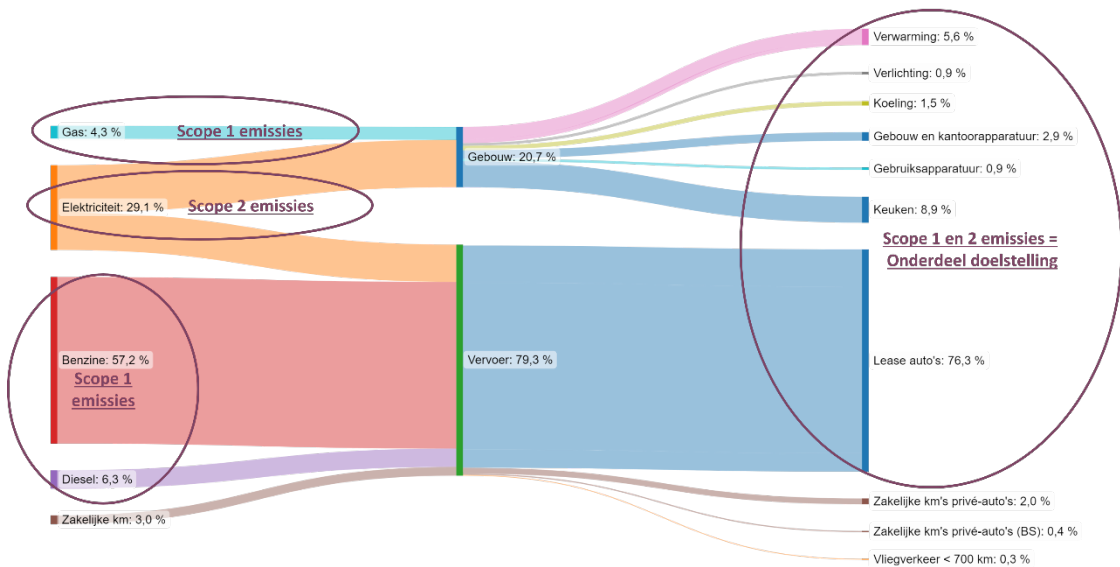 Gas: 4,3 %
Scope 1 emissies
Elektriciteit: 29,1 %
Scope 2 emissies
Benzine: 57,2 %
Scope 1
emissies
Diesel: 6,3 %
Zakelijke km: 3,0 %
Gebouw: 20,7 %
Vervoer: 79,3 %
Verwarming: 5,6 %
Verlichting: 0,9 %
Koeling: 1,5 %
Gebouw en kantoorapparatuur: 2,9 %
Gebruiksapparatuur: 0,9 %
Keuken: 8,9 %
Scope 1 en 2 emissies =
Onderdeel doelstelling
Lease auto's: 76,3 %
Zakelijke km's privé-auto's: 2,0 %
Zakelijke km's privé-auto's (BS): 0,4 %
Vliegverkeer < 700 km: 0,3 %